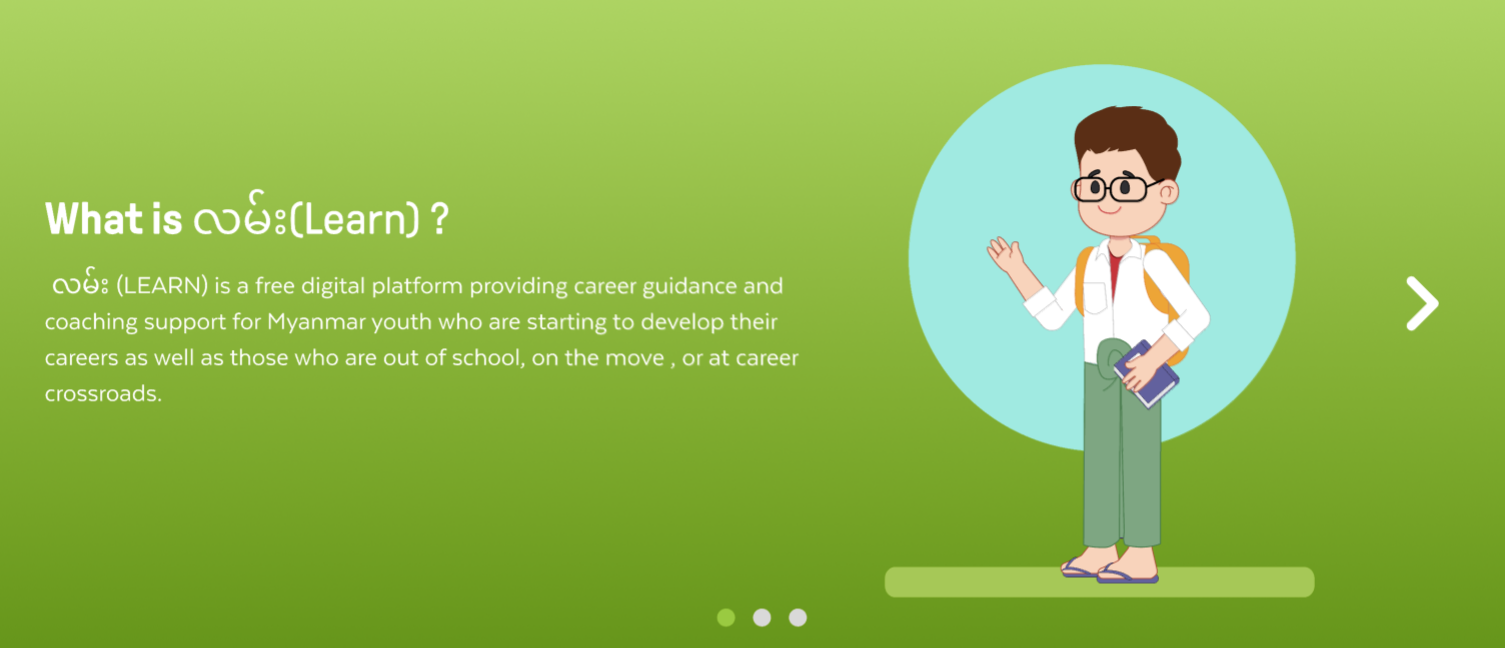 What is လမ်း(Learn) ?
လမ်း (LEARN) is a free digital platform providing career guidance and
coaching support for Myanmar youth who are starting to develop their
careers as well as those who are out of school, on the move , or at career
crossroads.